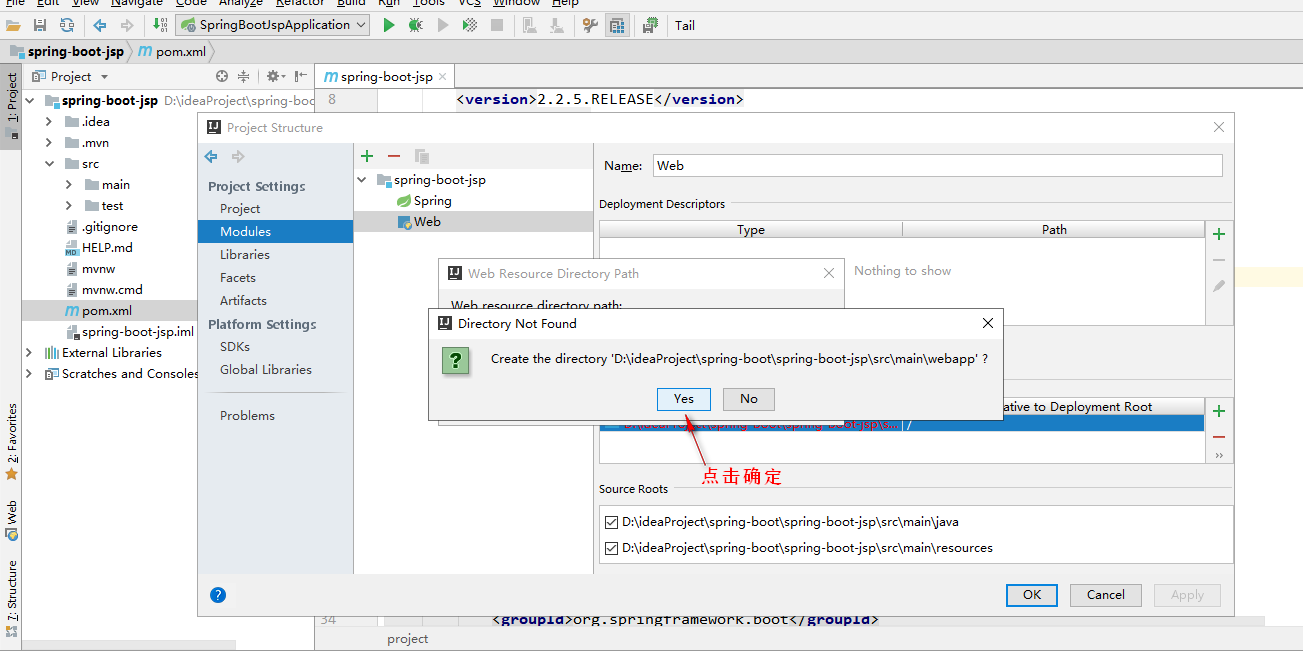 File Edit View Navigate Code Analyze Refactor Build Run Tools VCS Window Help
SpringBootJspApplication
Tail
spring-boot-jsp
pom.xml
1: Project
Project
spring-boot-jsp
spring-boot-jsp D:\ideaProject\spring-boo
.idea
.mvn
src
main
test
.gitignore
HELP.md
mvnw
mvnw.cmd
pom.xml
spring-boot-jsp.iml
External Libraries
Scratches and Consoles
2: Favorites
Web
7: Structure
8
<version>2.2.5.RELEASE</version>
Project Structure
Project Settings
Project
Modules
Libraries
Facets
Artifacts
Platform Settings
SDKs
Global Libraries
Problems
spring-boot-jsp
Spring
Web
Name: Web
Deployment Descriptors
Type Path
Nothing to show
Web Resource Directory Path
Web resource directory path:
Directory Not Found
Create the directory 'D:\ideaProject\spring-boot\spring-boot-jsp\src\main\webapp' ?
Yes No
ative to Deployment Root
D:\ideaProject\spring-boot\spring-boot-jsp\s... /
点击确定
Source Roots
D:\ideaProject\spring-boot\spring-boot-jsp\src\main\java
D:\ideaProject\spring-boot\spring-boot-jsp\src\main\resources
OK Cancel Apply
34
<groupId>org.springframework.boot</groupId>
project